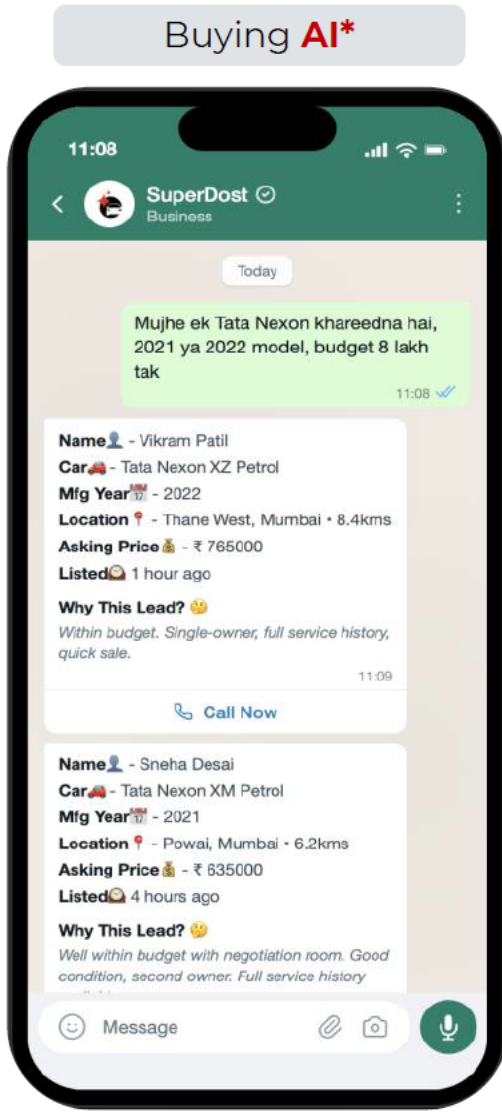 Buying AI*
11:08
SuperDost
Business
Today
Mujhe ek Tata Nexon khareedna hai,
2021 ya 2022 model, budget 8 lakh
tak
11:08
Name👤 - Vikram Patil
Car🚗 - Tata Nexon XZ Petrol
Mfg Year📅 - 2022
Location📍 - Thane West, Mumbai • 8.4kms
Asking Price💰 - ₹ 765000
Listed🕰️ 1 hour ago
Why This Lead? 🤔
Within budget. Single-owner, full service history,
quick sale.
11:09
Call Now
Name👤 - Sneha Desai
Car🚗 - Tata Nexon XM Petrol
Mfg Year📅 - 2021
Location📍 - Powai, Mumbai • 6.2kms
Asking Price💰 - ₹ 635000
Listed🕰️ 4 hours ago
Why This Lead? 🤔
Well within budget with negotiation room. Good
condition, second owner. Full service history
Message